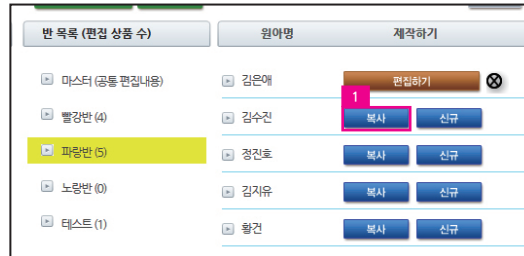 반 목록 (편집 상품 수) 원아명 제작하기
마스터 (공통 편집내용) 김은애 편집하기
1
빨강반 (4) 김수진 복사 신규
파랑반 (5) 정진호 복사 신규
노랑반 (0) 김지유 복사 신규
테스트 (1) 황건 복사 신규